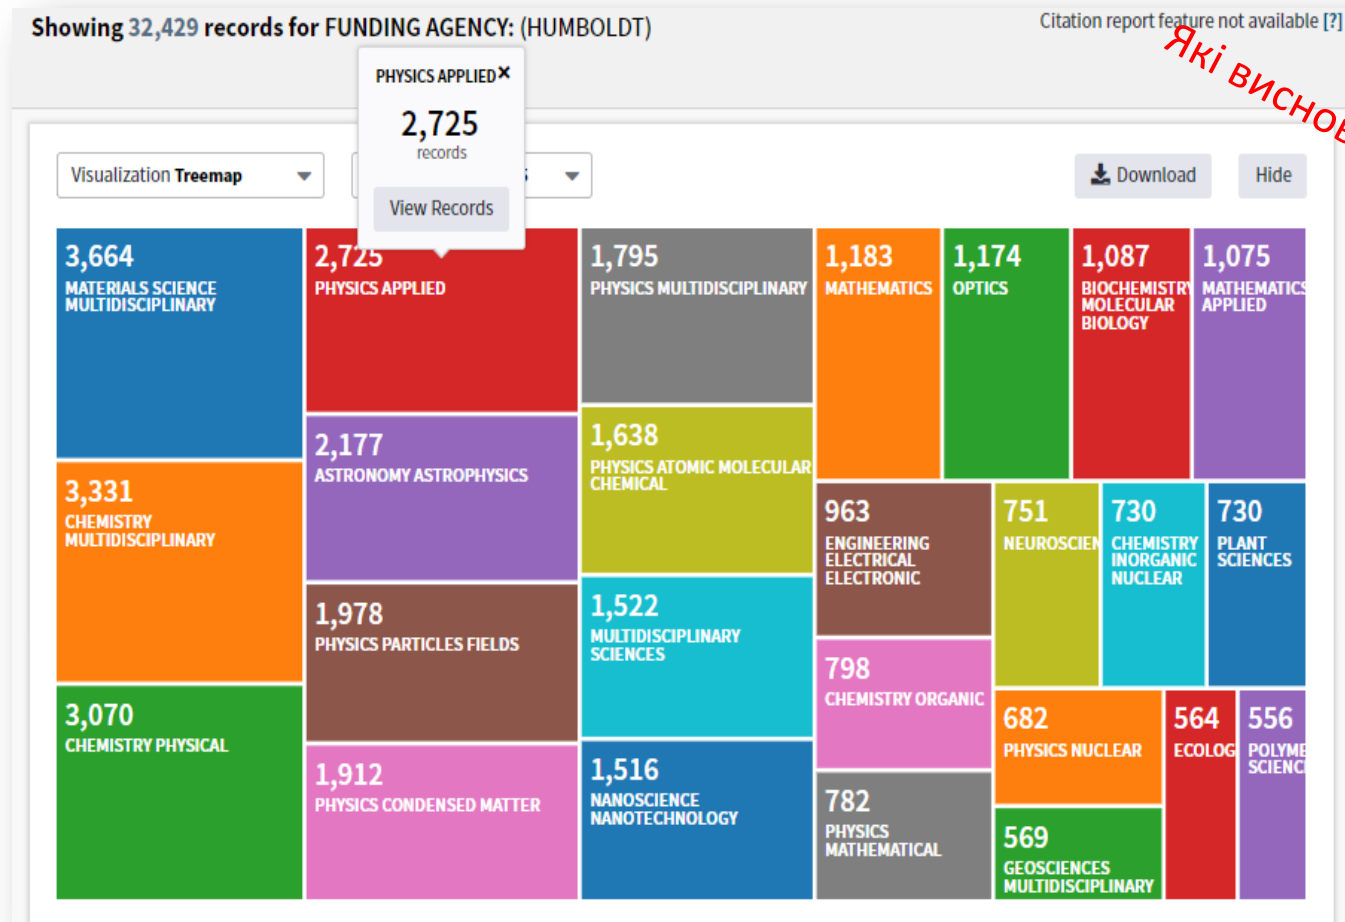 Showing 32,429 records for FUNDING AGENCY: (HUMBOLDT)
Citation report feature not available [?]
Які
PHYSICS APPLIED×
2,725
records
View Records
Visualization Treemap
Download
Hide
3,664
MATERIALS SCIENCE
MULTIDISCIPLINARY
3,331
CHEMISTRY
MULTIDISCIPLINARY
3,070
CHEMISTRY PHYSICAL
2,725
PHYSICS APPLIED
2,177
ASTRONOMY ASTROPHYSICS
1,978
PHYSICS PARTICLES FIELDS
1,912
PHYSICS CONDENSED MATTER
1,795
PHYSICS MULTIDISCIPLINARY
1,638
PHYSICS ATOMIC MOLECULAR
CHEMICAL
1,522
MULTIDISCIPLINARY
SCIENCES
1,516
NANOSCIENCE
NANOTECHNOLOGY
1,183
MATHEMATICS
1,174
OPTICS
1,087
BIOCHEMISTRY
MOLECULAR
BIOLOGY
1,075
MATHEMATICS
APPLIED
963
ENGINEERING
ELECTRICAL
ELECTRONIC
798
CHEMISTRY ORGANIC
782
PHYSICS
MATHEMATICAL
751
NEUROSCIEN
730
CHEMISTRY
INORGANIC
NUCLEAR
730
PLANT
SCIENCES
682
PHYSICS NUCLEAR
569
GEOSCIENCES
MULTIDISCIPLINARY
564
ECOLOG
556
POLYME
SCIENC